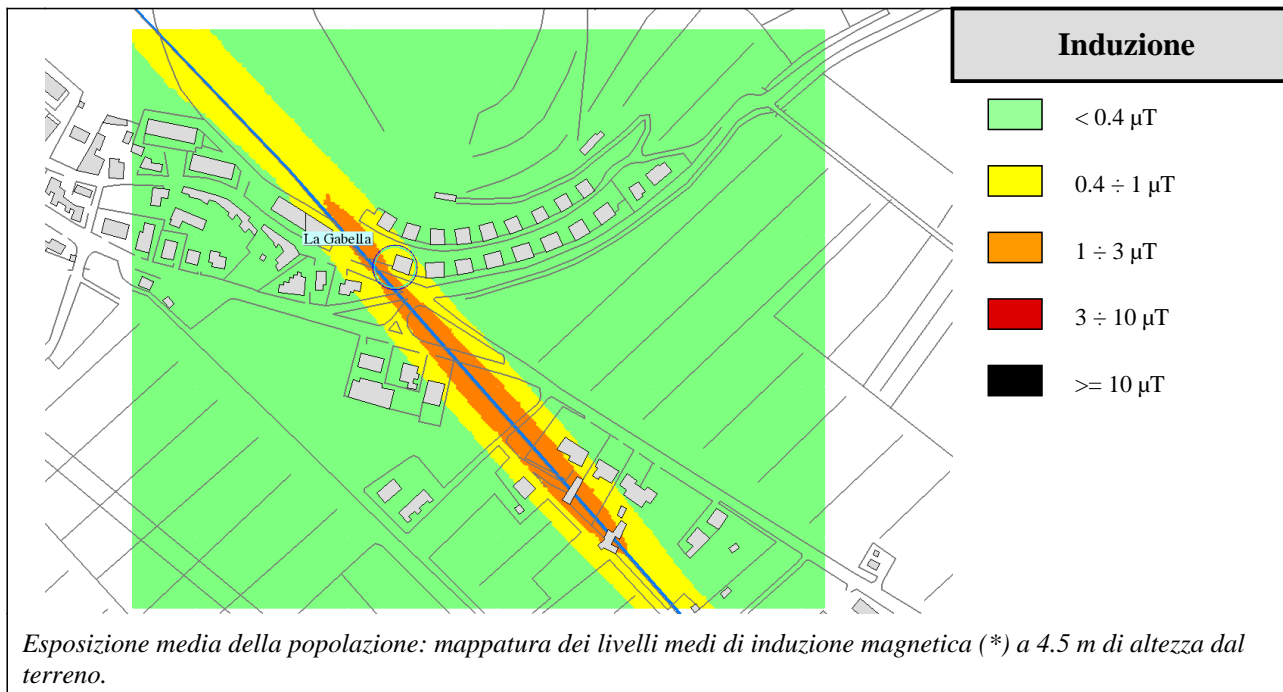 Induzione
< 0.4 µT
0.4 ÷ 1 µT
1 ÷ 3 µT
3 ÷ 10 µT
>= 10 µT
La Gabella
Esposizione media della popolazione: mappatura dei livelli medi di induzione magnetica (*) a 4.5 m di altezza dal
terreno.